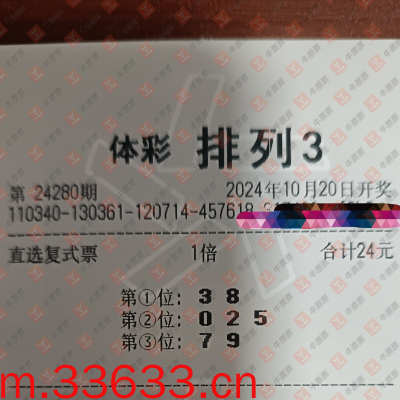 体彩 排列3
第 24280期 2024年10月20日开奖
110340-130361-120714-457618
直选复式票 1倍 合计24元
第①位: 3 8
第②位: 0 2 5
第③位: 7 9
m.33633.cn